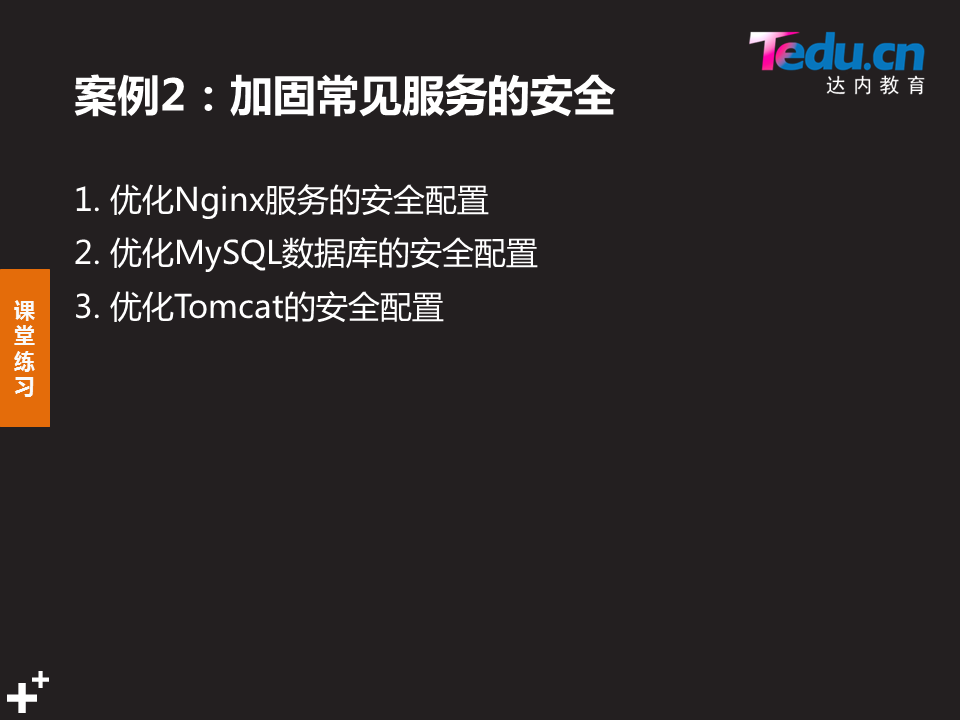 Tedu.cn
达内教育
案例2：加固常见服务的安全
1. 优化Nginx服务的安全配置
2. 优化MySQL数据库的安全配置
3. 优化Tomcat的安全配置
课堂练习